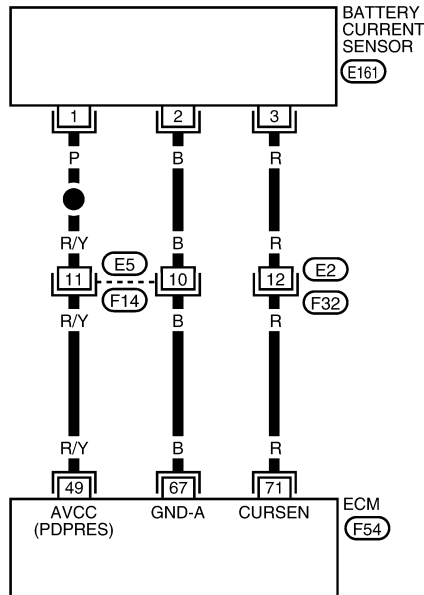 BATTERY
CURRENT
SENSOR
E161
1 2 3
P B R
R/Y B R
E5 E2
11 10 12
F14 F32
R/Y B R
R/Y B R
49 67 71
ECM
AVCC GND-A CURSEN
(PDPRES)
F54